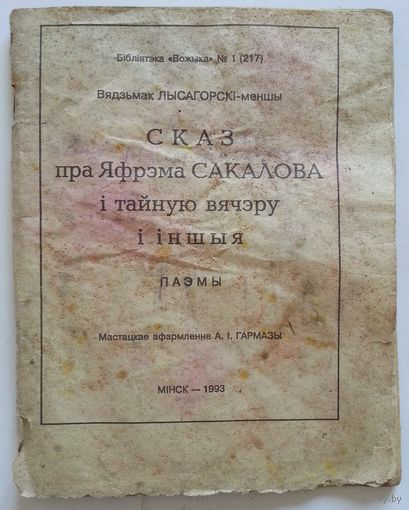 Бібліятэка «Вожыка» № 1 (217)
Вядзьмак ЛЫСАГОРСКІ-меншы
СКАЗ
пра Яфрэма САКАЛОВА
і тайную вячэру
і іншыя
ПАЭМЫ
Мастацкае афармленне А. І. ГАРМАЗЫ
МІНСК — 1993